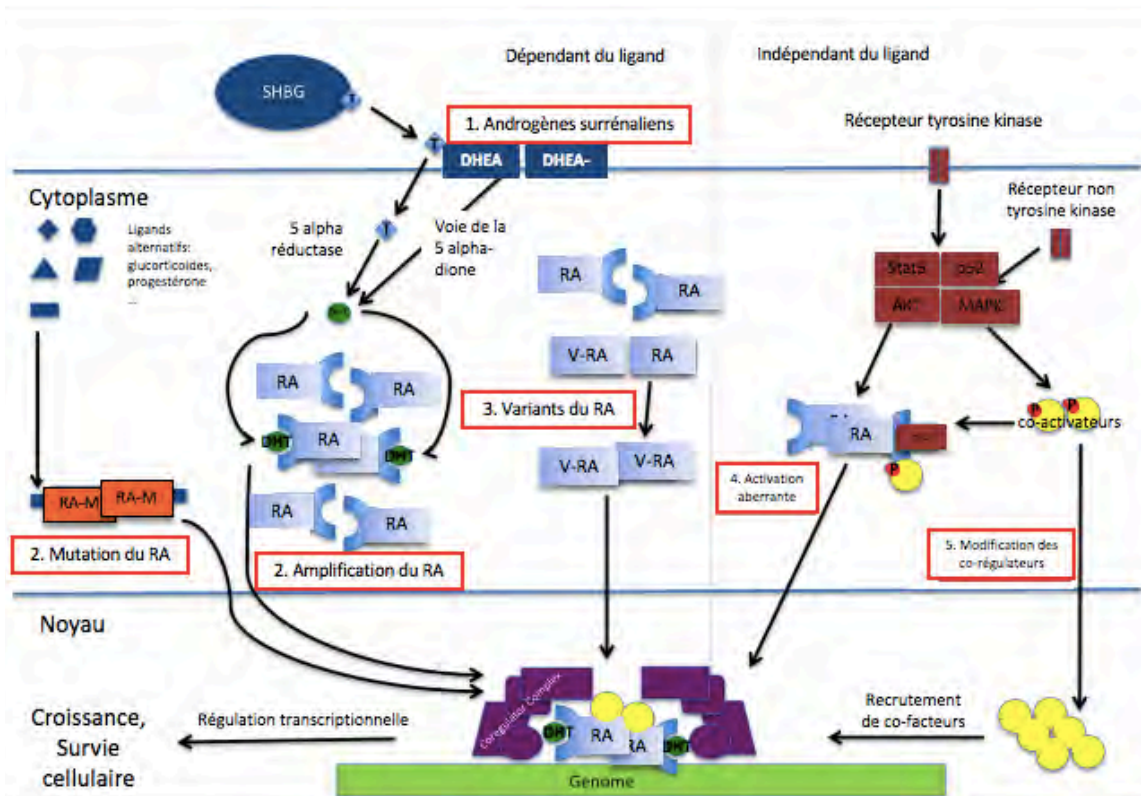 Dépendant du ligand
Indépendant du ligand
SHBG
T
1. Androgènes surrénaliens
Récepteur tyrosine kinase
T
DHEA
DHEA-
Cytoplasme
Récepteur non
tyrosine kinase
Ligands
alternatifs:
glucorticoides,
progestérone
...
5 alpha
réductase
T
Voie de la
5 alpha-
dione
RA
RA
Stat5
p52
AKT
MAPK
V-RA
RA
RA
RA
3. Variants du RA
DHT
RA
DHT
RA
P
P
co-activateurs
V-RA
V-RA
P
4. Activation
aberrante
RA-M
RA-M
RA
RA
2. Mutation du RA
2. Amplification du RA
5. Modification des
co-régulateurs
Noyau
Coregulator Complex
Croissance,
Survie
cellulaire
Régulation transcriptionnelle
DHT
RA
RA
DHT
Recrutement
de co-facteurs
Genome